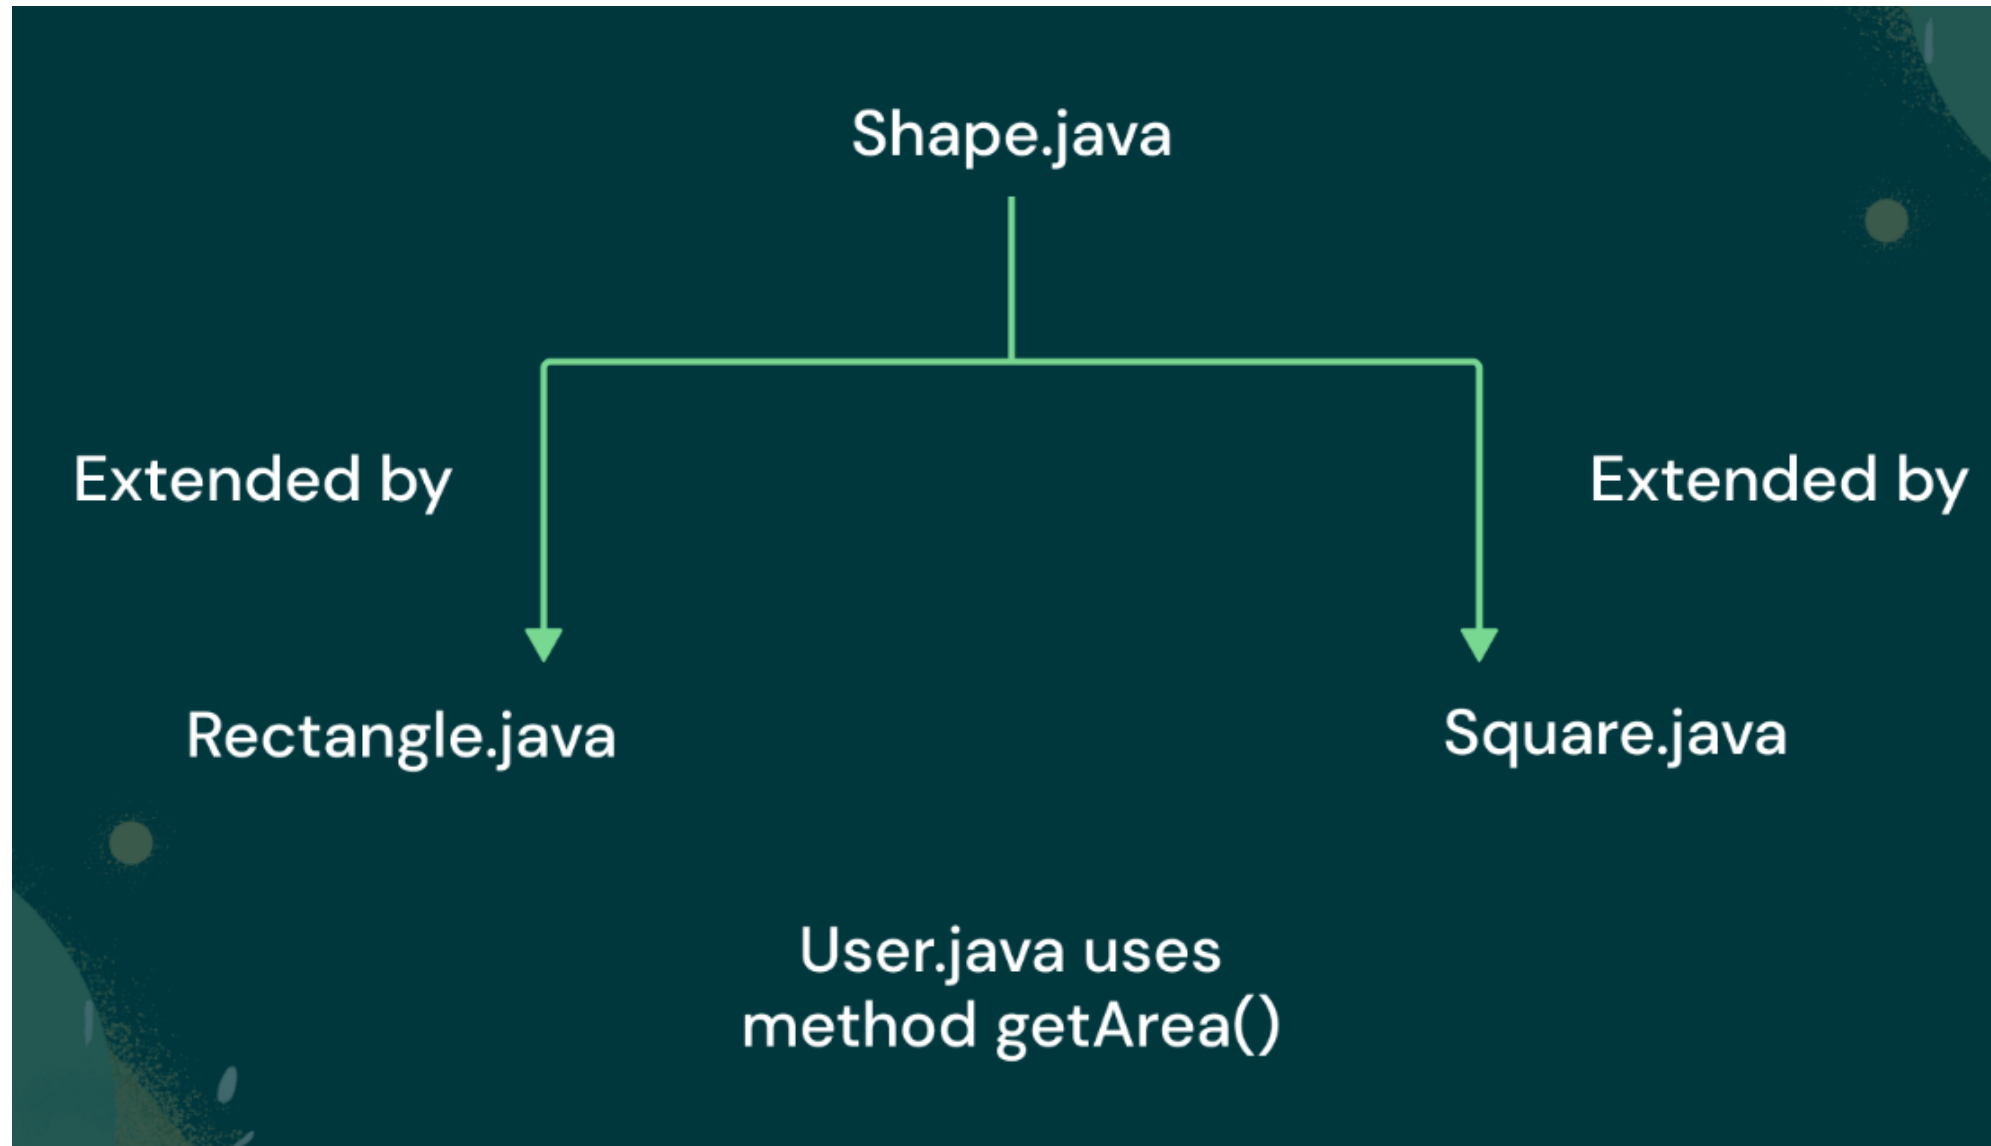 Shape.java
Extended by
Extended by
Rectangle.java
Square.java
User.java uses
method getArea()